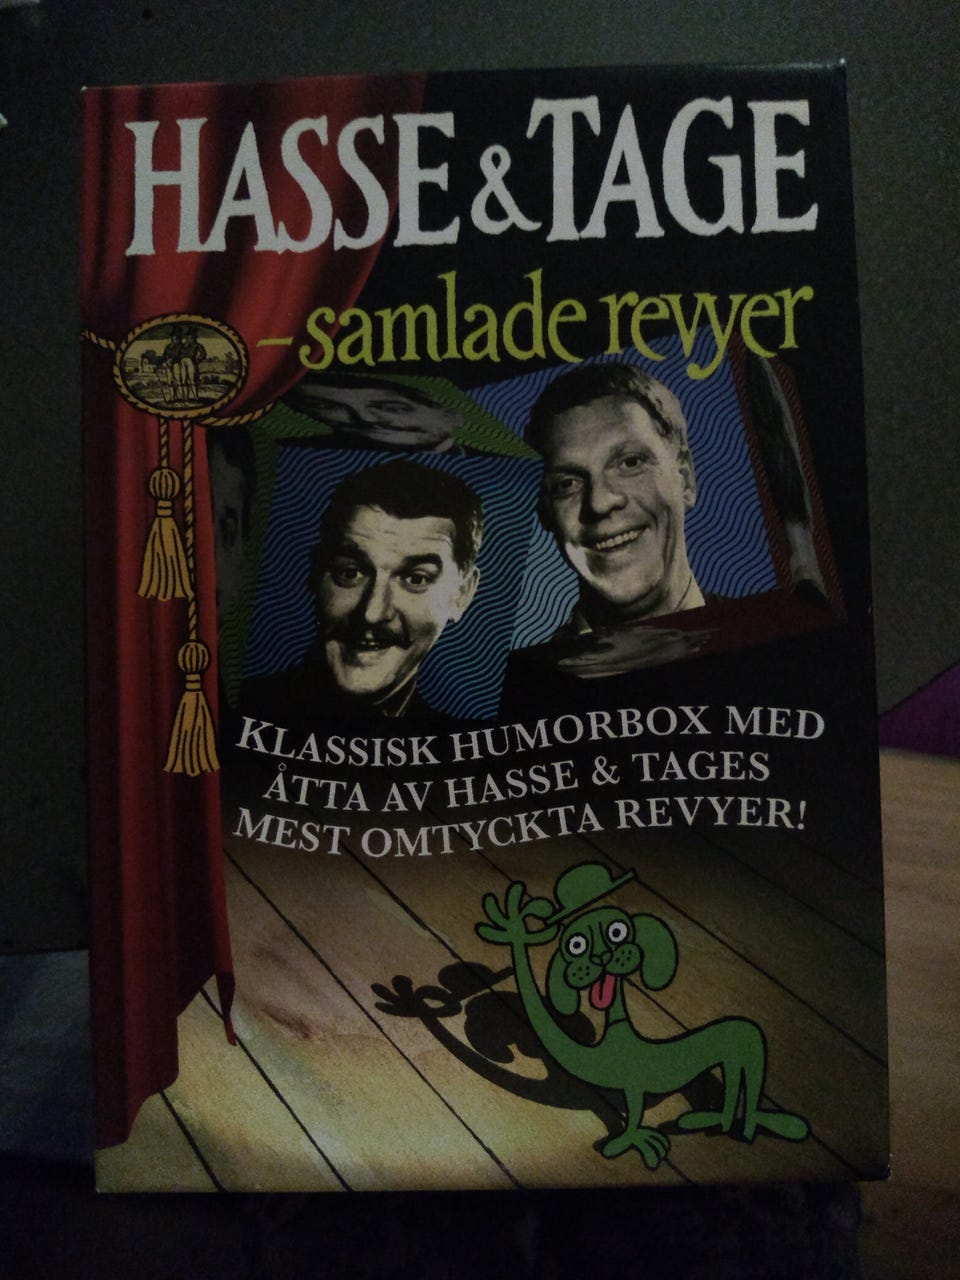 HASSE & TAGE
– samlade revyer
KLASSISK HUMORBOX MED
ÅTTA AV HASSE & TAGES
MEST OMTYCKTA REVYER!